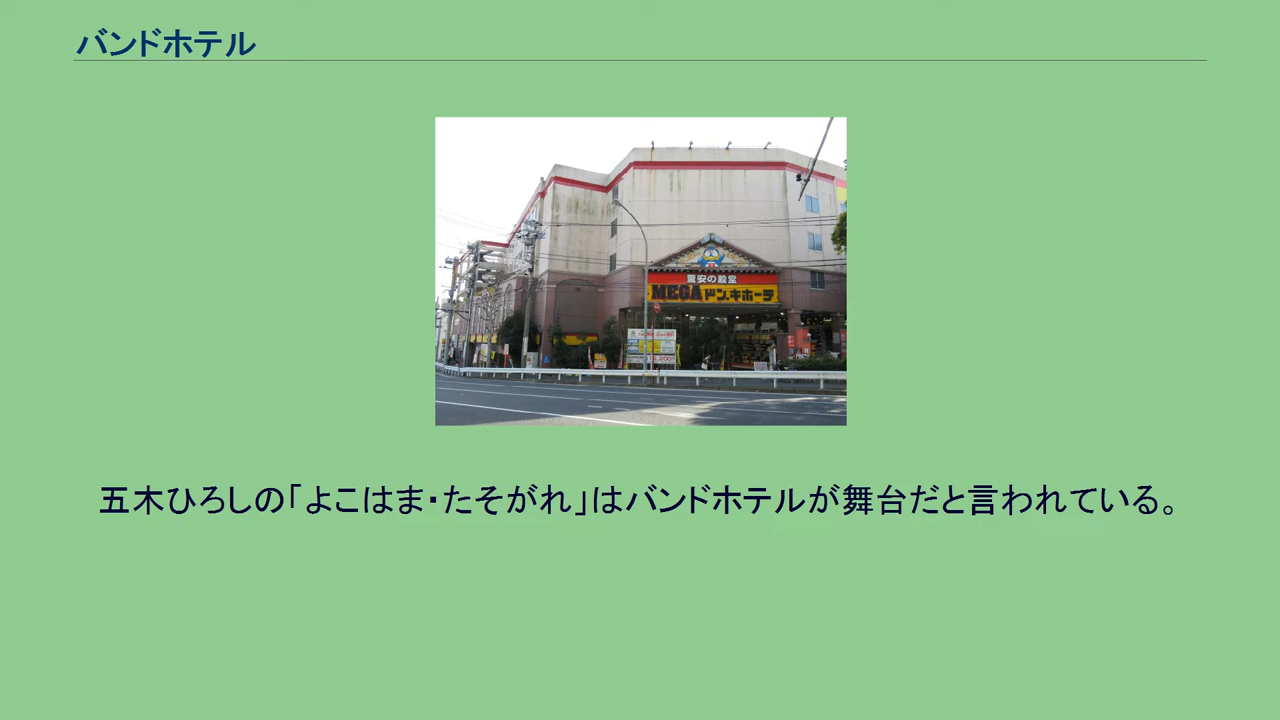 バンドホテル
驚安の殿堂
MEGAドン.キホーテ
五木ひろしの「よこはま・たそがれ」はバンドホテルが舞台だと言われている。